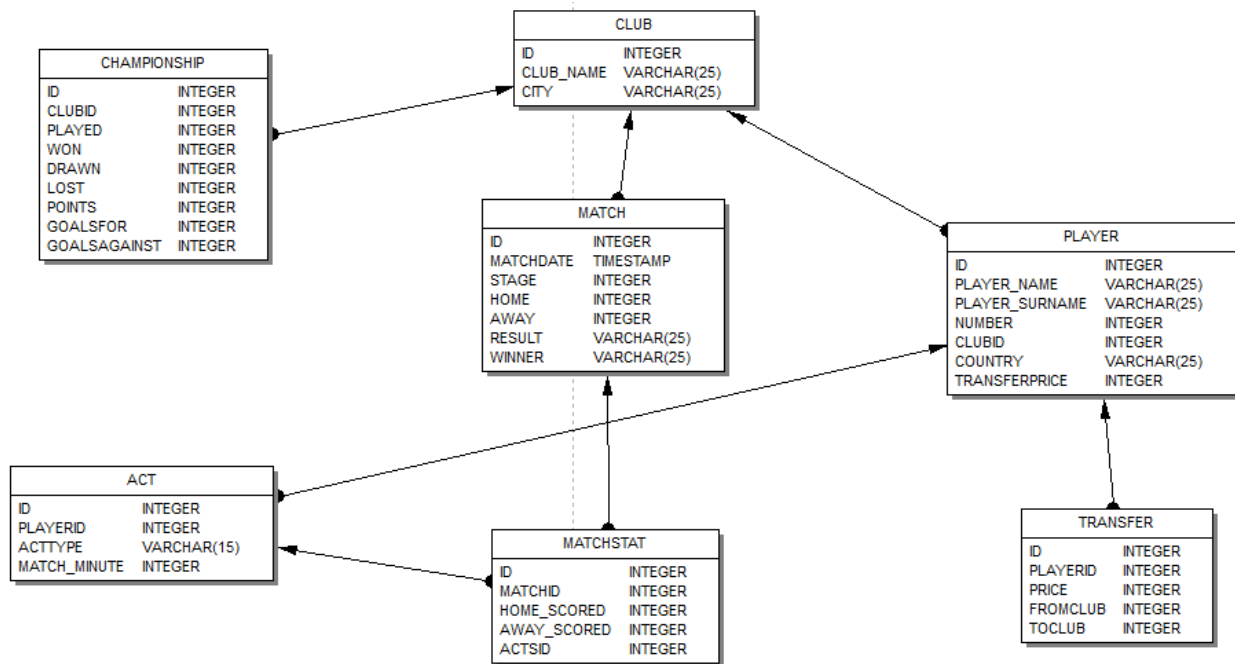 CLUB
ID INTEGER
CLUB_NAME VARCHAR(25)
CITY VARCHAR(25)
CHAMPIONSHIP
ID INTEGER
CLUBID INTEGER
PLAYED INTEGER
WON INTEGER
DRAWN INTEGER
LOST INTEGER
POINTS INTEGER
GOALSFOR INTEGER
GOALSAGAINST INTEGER
MATCH
ID INTEGER
MATCHDATE TIMESTAMP
STAGE INTEGER
HOME INTEGER
AWAY INTEGER
RESULT VARCHAR(25)
WINNER VARCHAR(25)
PLAYER
ID INTEGER
PLAYER_NAME VARCHAR(25)
PLAYER_SURNAME VARCHAR(25)
NUMBER INTEGER
CLUBID INTEGER
COUNTRY VARCHAR(25)
TRANSFERPRICE INTEGER
ACT
ID INTEGER
PLAYERID INTEGER
ACTTYPE VARCHAR(15)
MATCH_MINUTE INTEGER
MATCHSTAT
ID INTEGER
MATCHID INTEGER
HOME_SCORED INTEGER
AWAY_SCORED INTEGER
ACTSID INTEGER
TRANSFER
ID INTEGER
PLAYERID INTEGER
PRICE INTEGER
FROMCLUB INTEGER
TOCLUB INTEGER